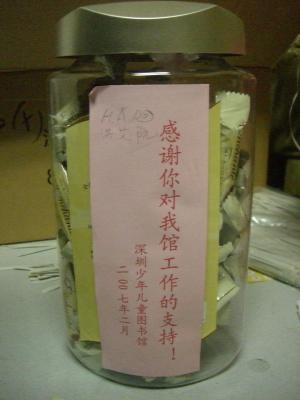 感谢你对我馆工作的支持！
深圳少年儿童图书馆
二〇〇七年二月